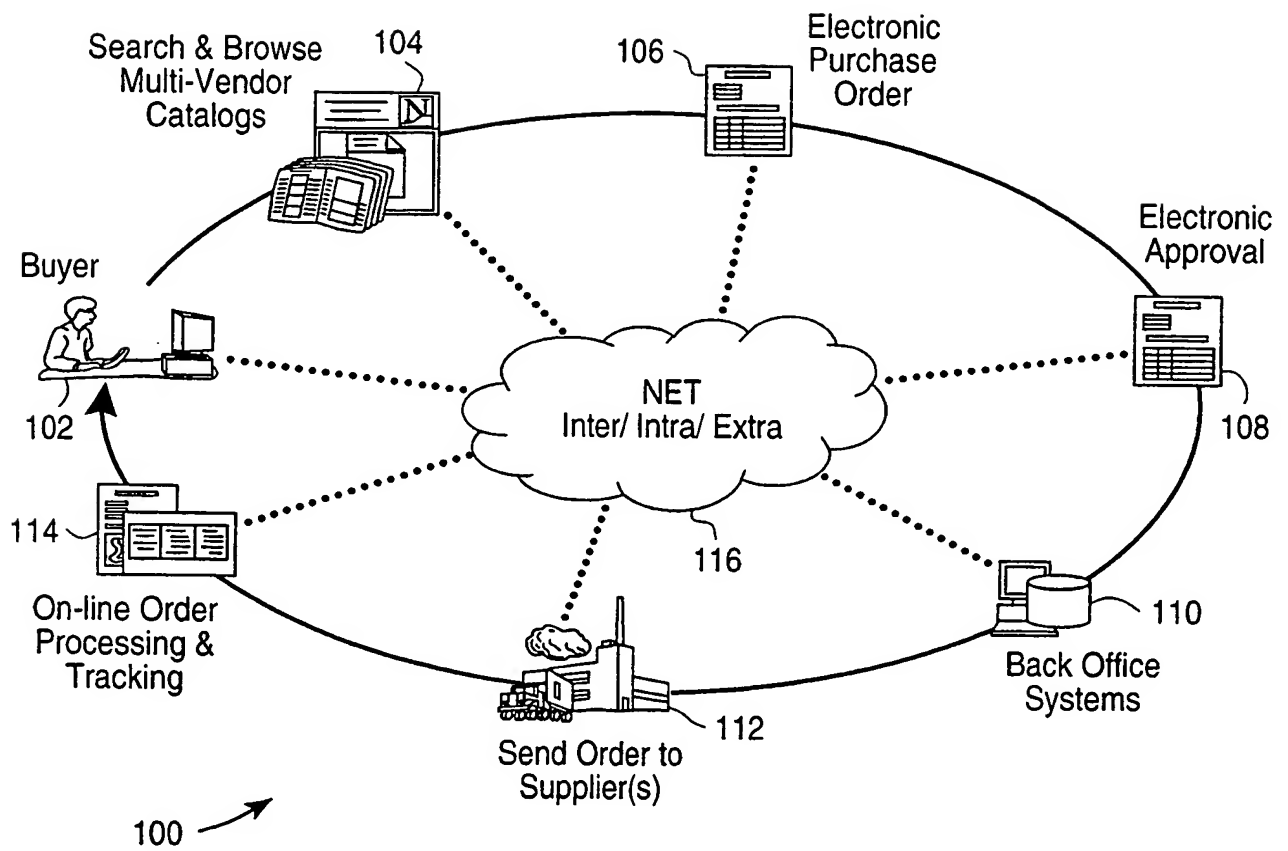 Search & Browse
Multi-Vendor
Catalogs
104
106
Electronic
Purchase
Order
Electronic
Approval
108
Buyer
102
NET
Inter/ Intra/ Extra
116
114
On-line Order
Processing &
Tracking
110
Back Office
Systems
112
Send Order to
Supplier(s)
100